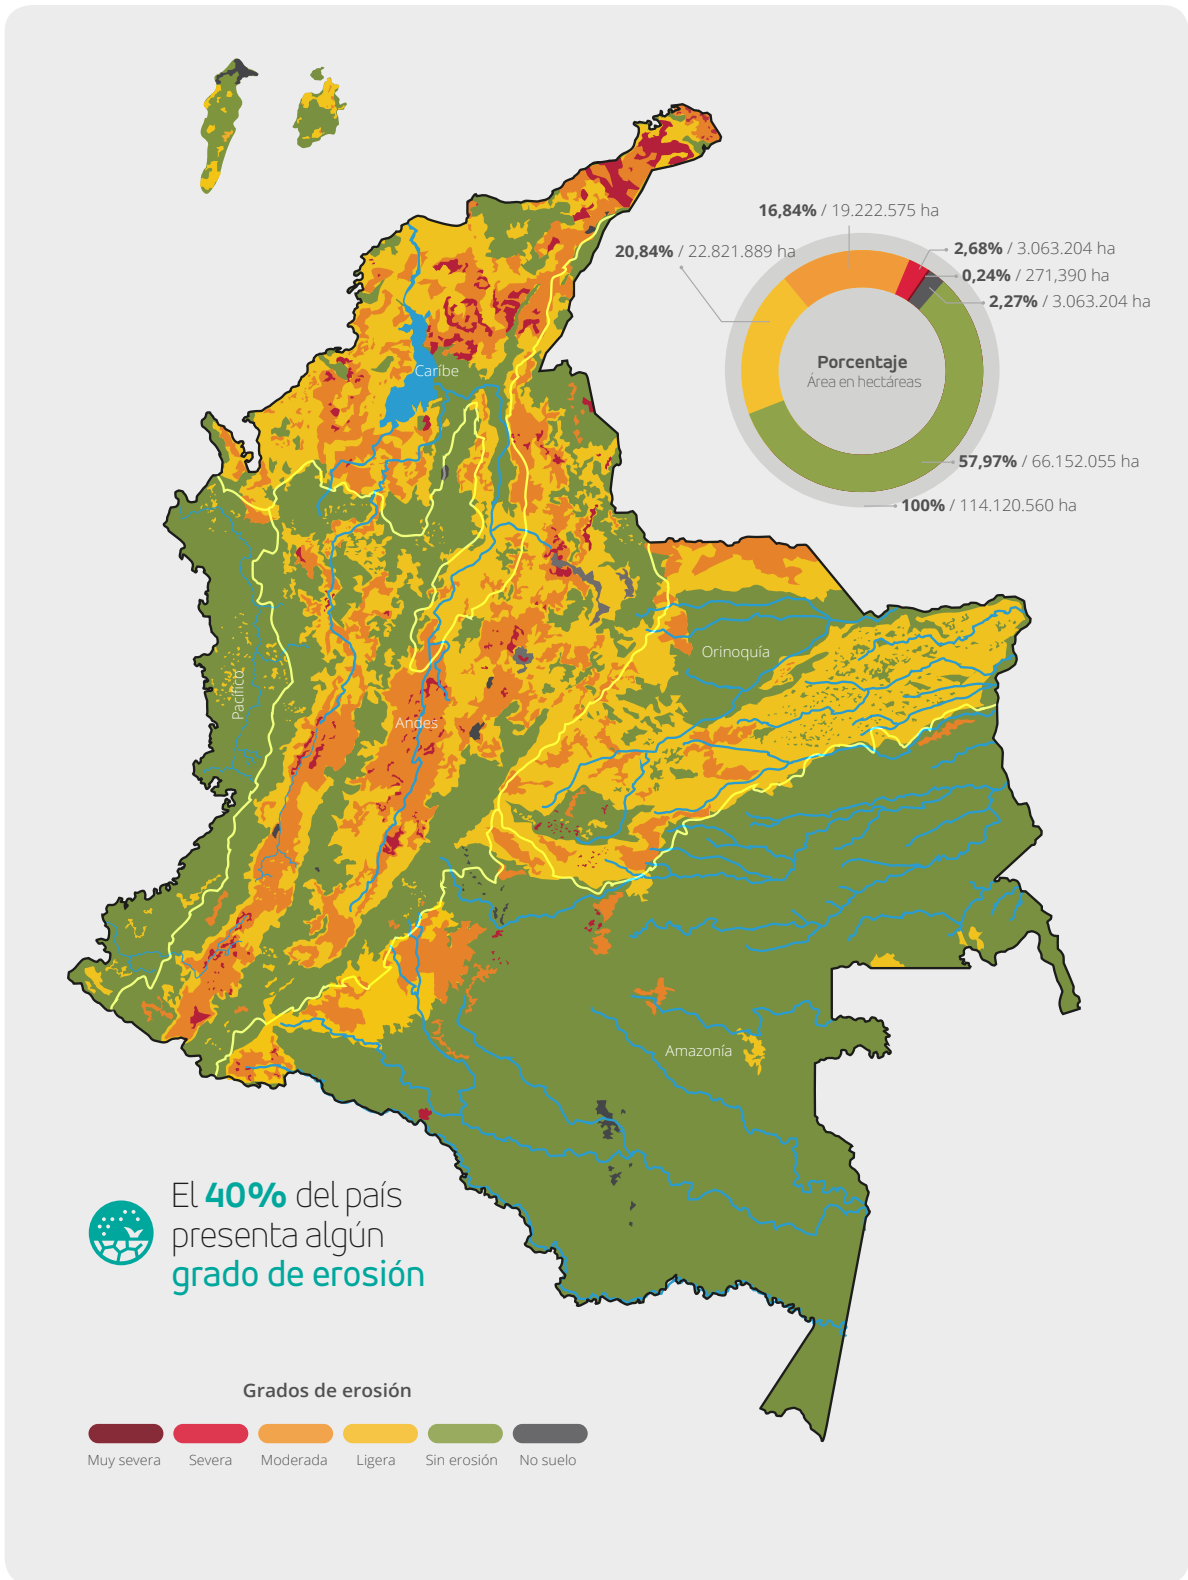 16,84% / 19.222.575 ha
20,84% / 22.821.889 ha
2,68% / 3.063.204 ha
0,24% / 271,390 ha
2,27% / 3.063.204 ha
Porcentaje
Área en hectáreas
57,97% / 66.152.055 ha
100% / 114.120.560 ha
Caríbe
Orinoquía
Pacífico
Andes
Amazonía
El 40% del país
presenta algún
grado de erosión
Grados de erosión
Muy severa Severa Moderada Ligera Sin erosión No suelo